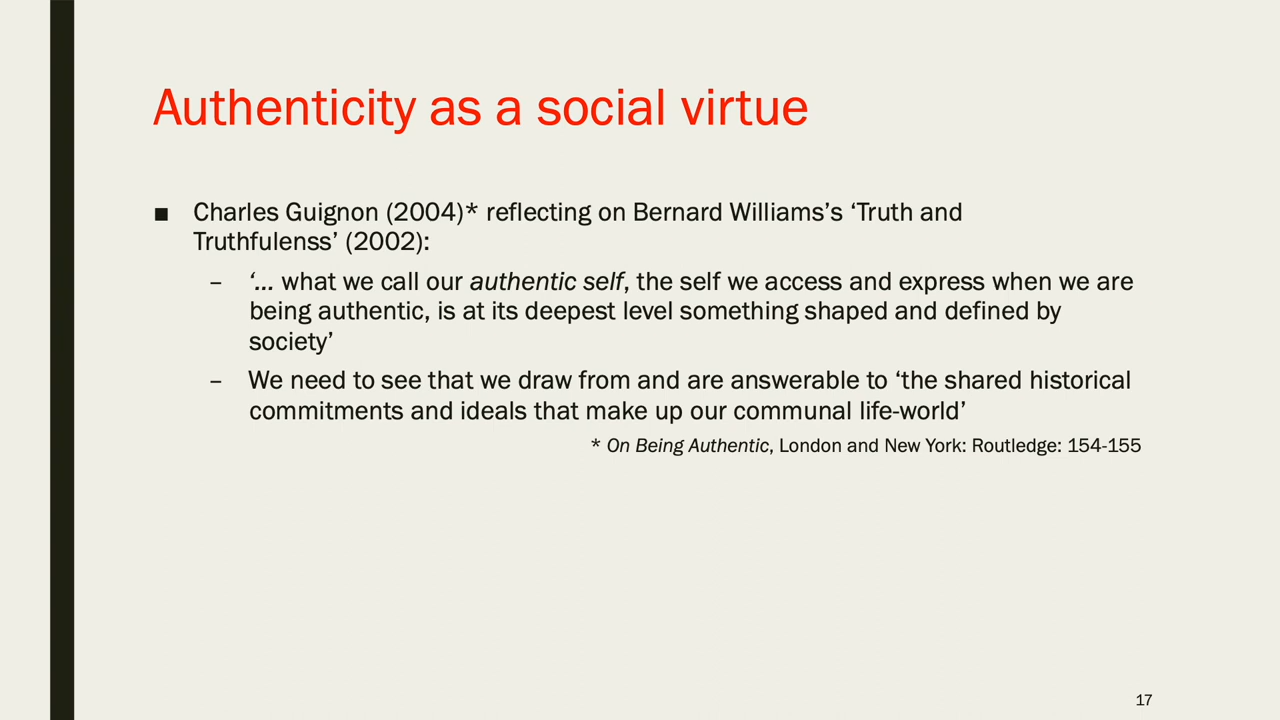 Authenticity as a social virtue
■ Charles Guignon (2004)* reflecting on Bernard Williams’s ‘Truth and
Truthfulenss’ (2002):
– ‘… what we call our authentic self, the self we access and express when we are
being authentic, is at its deepest level something shaped and defined by
society’
– We need to see that we draw from and are answerable to ‘the shared historical
commitments and ideals that make up our communal life-world’
* On Being Authentic, London and New York: Routledge: 154-155
17